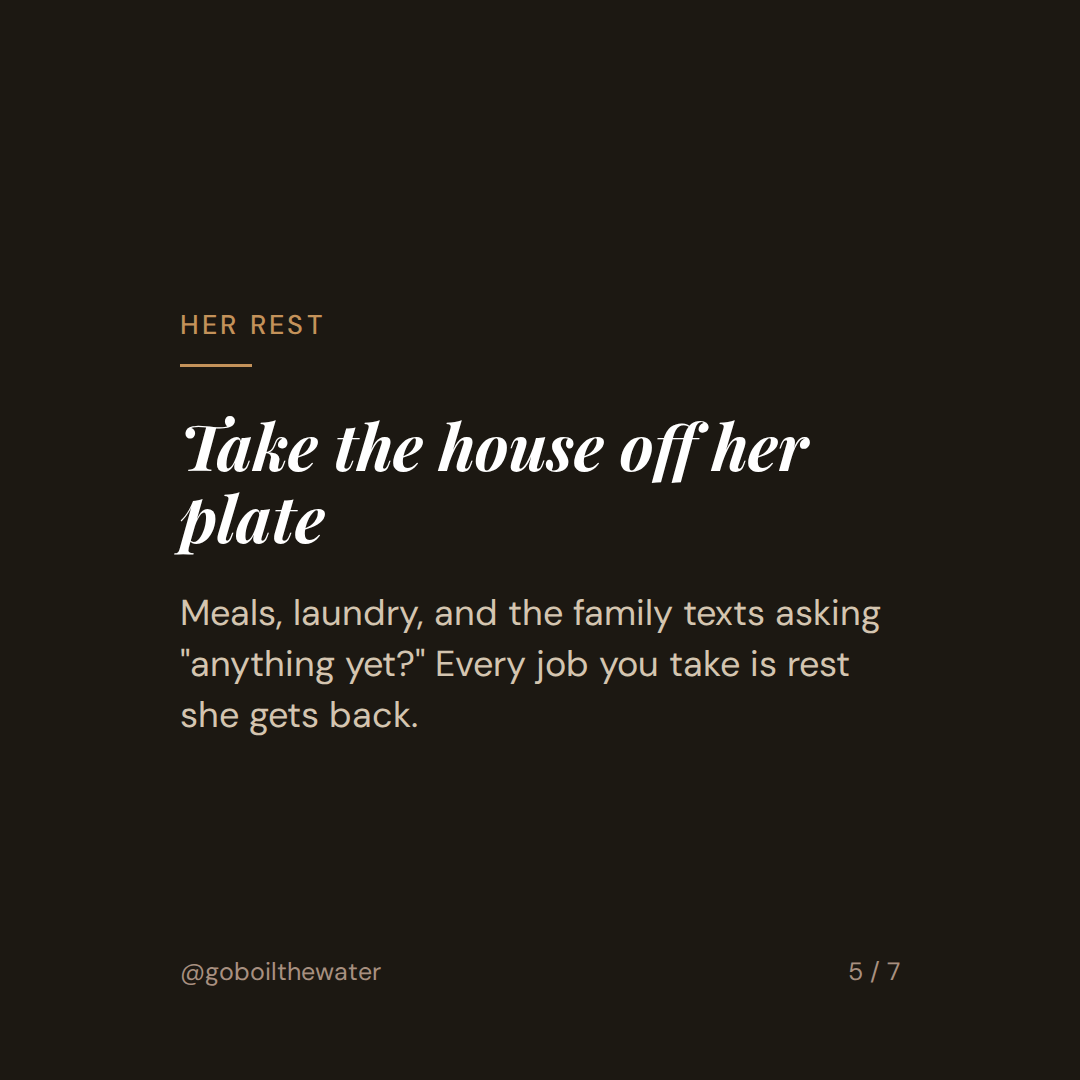 HER REST
Take the house off her
plate
Meals, laundry, and the family texts asking
"anything yet?" Every job you take is rest
she gets back.
@goboilthewater
5 / 7